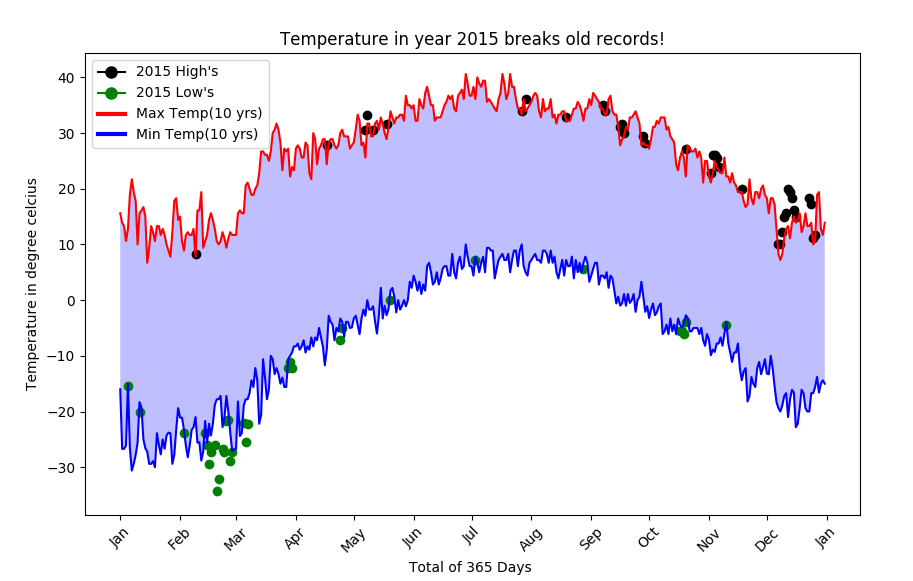 Temperature in year 2015 breaks old records!
2015 High's
2015 Low's
Max Temp(10 yrs)
Min Temp(10 yrs)
Temperature in degree celcius
40
30
20
10
0
−10
−20
−30
Jan Feb Mar Apr May Jun Jul Aug Sep Oct Nov Dec Jan
Total of 365 Days